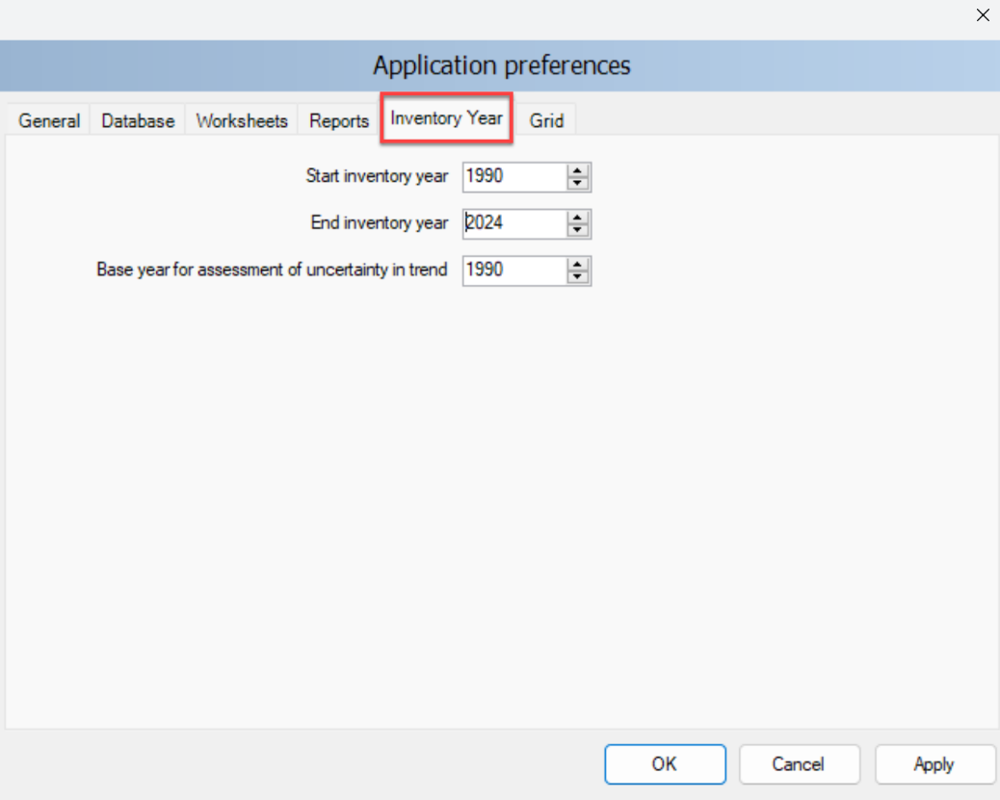 Application preferences
General Database Worksheets Reports Inventory Year Grid
Start inventory year 1990
End inventory year 2024
Base year for assessment of uncertainty in trend 1990
OK Cancel Apply